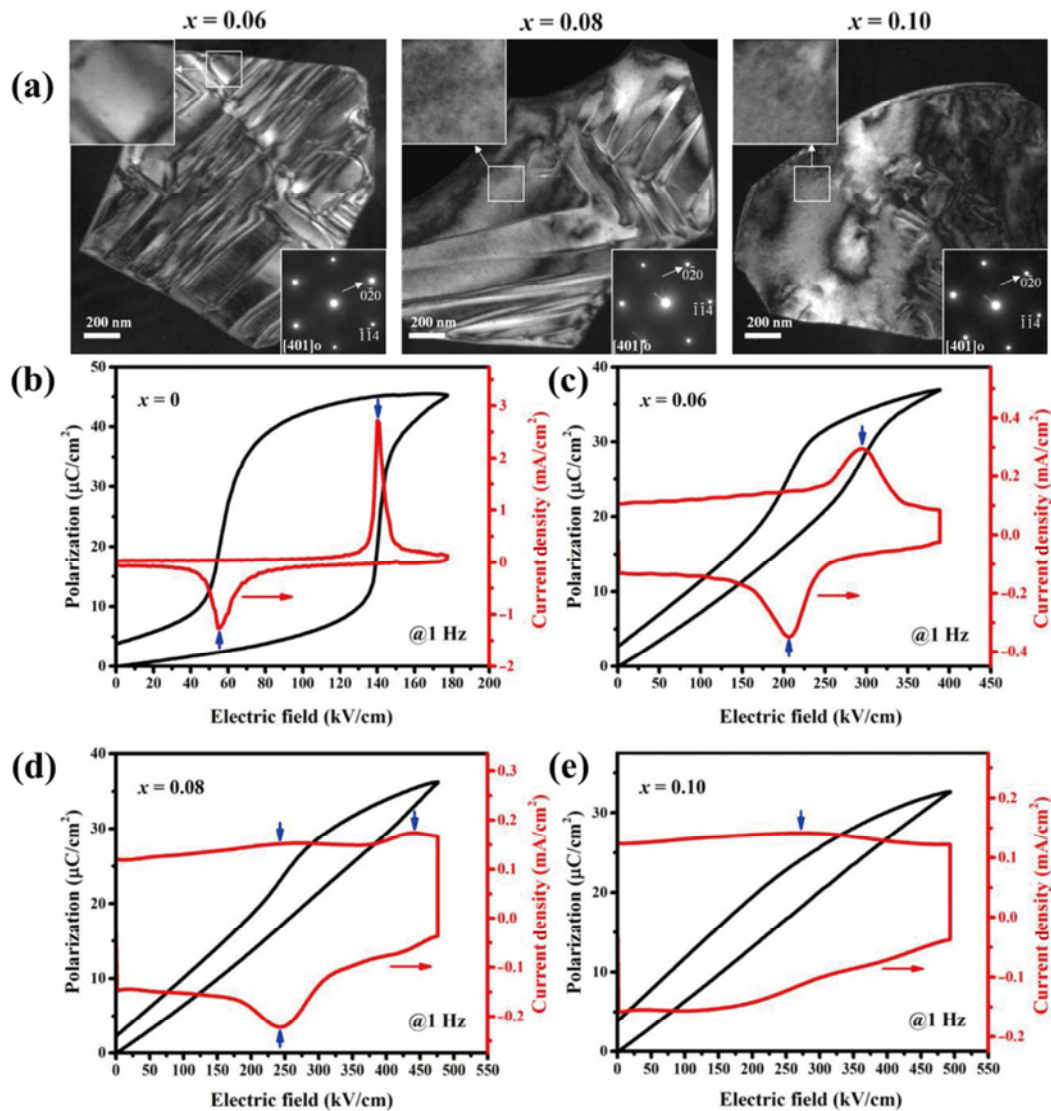 x = 0.06 x = 0.08 x = 0.10
(a)
02̄0 02̄0 02̄0
1̄1̄4 1̄1̄4 1̄1̄4
200 nm [401]o 200 nm [401]o 200 nm [401]o
(b)
x = 0
Polarization (μC/cm²)
50
40
30
20
10
0
Current density (mA/cm²)
3
2
1
0
−1
−2
@1 Hz
0 20 40 60 80 100 120 140 160 180 200
Electric field (kV/cm)
(c)
x = 0.06
Polarization (μC/cm²)
40
30
20
10
0
Current density (mA/cm²)
0.4
0.2
0.0
−0.2
−0.4
@1 Hz
0 50 100 150 200 250 300 350 400 450
Electric field (kV/cm)
(d)
x = 0.08
Polarization (μC/cm²)
40
30
20
10
0
Current density (mA/cm²)
0.3
0.2
0.1
0.0
−0.1
−0.2
@1 Hz
0 50 100 150 200 250 300 350 400 450 500 550
Electric field (kV/cm)
(e)
x = 0.10
Polarization (μC/cm²)
30
20
10
0
Current density (mA/cm²)
0.2
0.1
0.0
−0.1
−0.2
@1 Hz
0 50 100 150 200 250 300 350 400 450 500 550
Electric field (kV/cm)